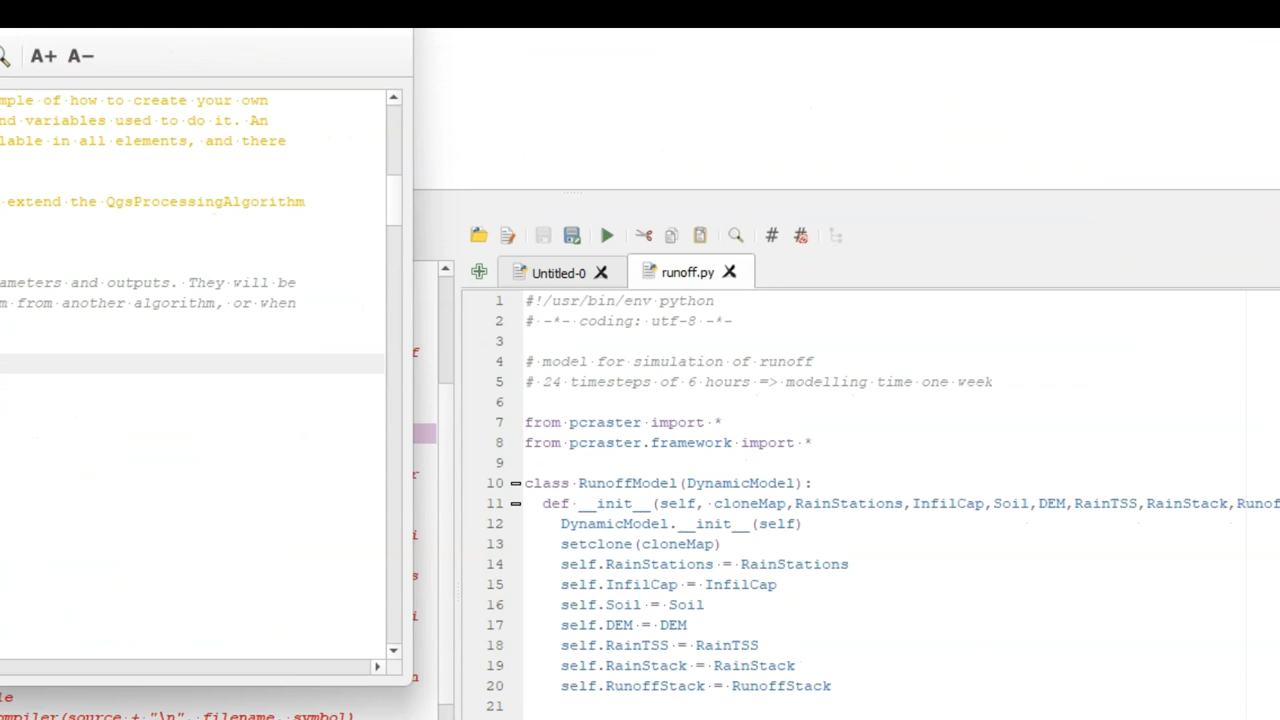 A+ A−
mple of how to create your own
nd variables used to do it. An
lable in all elements, and there
extend the QgsProcessingAlgorithm
ameters and outputs. They will be
m from another algorithm, or when
le
ompiler(source + "\n", filename, symbol)
Untitled-0
runoff.py
1 #!/usr/bin/env python
2 # -*- coding: utf-8 -*-
3
4 # model for simulation of runoff
5 # 24 timesteps of 6 hours => modelling time one week
6
7 from pcraster import *
8 from pcraster.framework import *
9
10 class RunoffModel(DynamicModel):
11 def __init__(self, cloneMap,RainStations,InfilCap,Soil,DEM,RainTSS,RainStack,Runof
12 DynamicModel.__init__(self)
13 setclone(cloneMap)
14 self.RainStations = RainStations
15 self.InfilCap = InfilCap
16 self.Soil = Soil
17 self.DEM = DEM
18 self.RainTSS = RainTSS
19 self.RainStack = RainStack
20 self.RunoffStack = RunoffStack
21